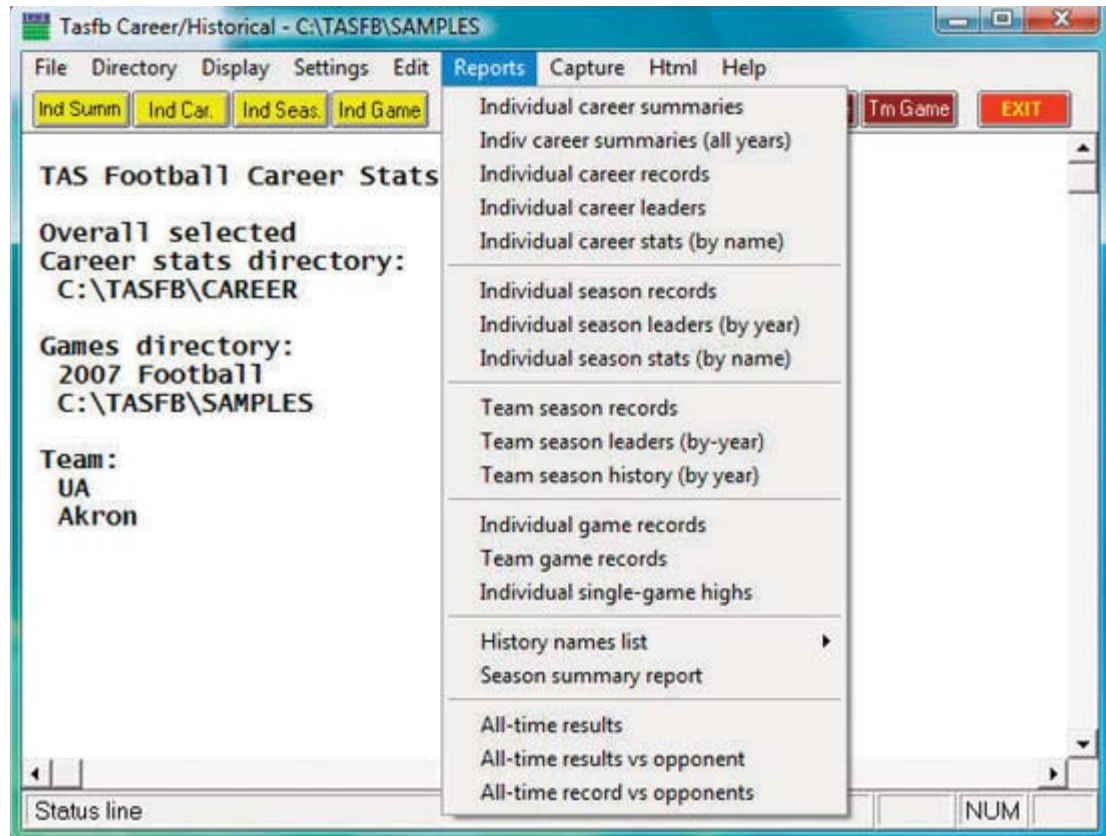 Tasfb Career/Historical - C:\TASFB\SAMPLES
File Directory Display Settings Edit Reports Capture Html Help
Ind Summ Ind Car. Ind Seas. Ind Game Tm Game EXIT
TAS Football Career Stats
Overall selected
Career stats directory:
C:\TASFB\CAREER
Games directory:
2007 Football
C:\TASFB\SAMPLES
Team:
UA
Akron
Individual career summaries
Indiv career summaries (all years)
Individual career records
Individual career leaders
Individual career stats (by name)
Individual season records
Individual season leaders (by year)
Individual season stats (by name)
Team season records
Team season leaders (by-year)
Team season history (by year)
Individual game records
Team game records
Individual single-game highs
History names list
Season summary report
All-time results
All-time results vs opponent
All-time record vs opponents
Status line NUM